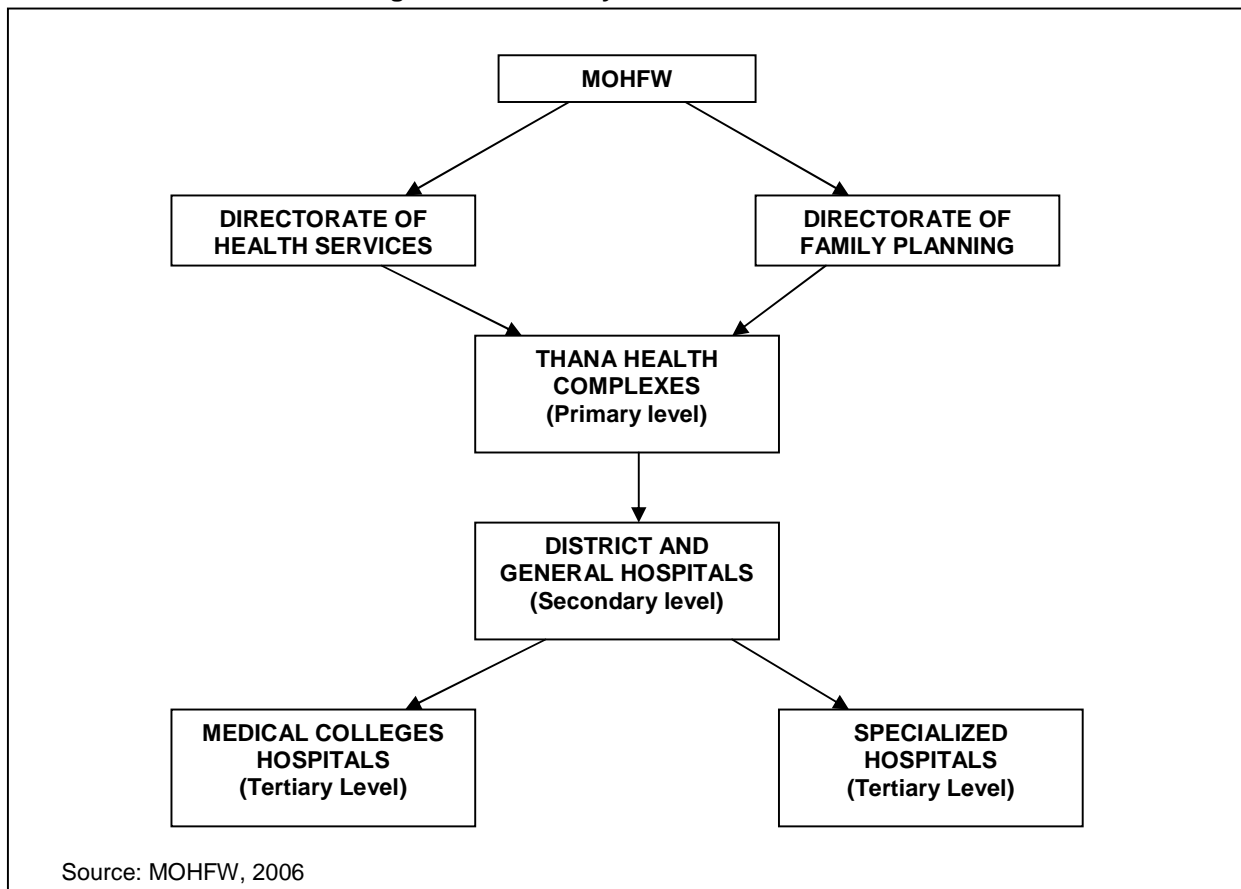 MOHFW
DIRECTORATE OF
HEALTH SERVICES
DIRECTORATE OF
FAMILY PLANNING
THANA HEALTH
COMPLEXES
(Primary level)
DISTRICT AND
GENERAL HOSPITALS
(Secondary level)
MEDICAL COLLEGES
HOSPITALS
(Tertiary Level)
SPECIALIZED
HOSPITALS
(Tertiary Level)
Source: MOHFW, 2006